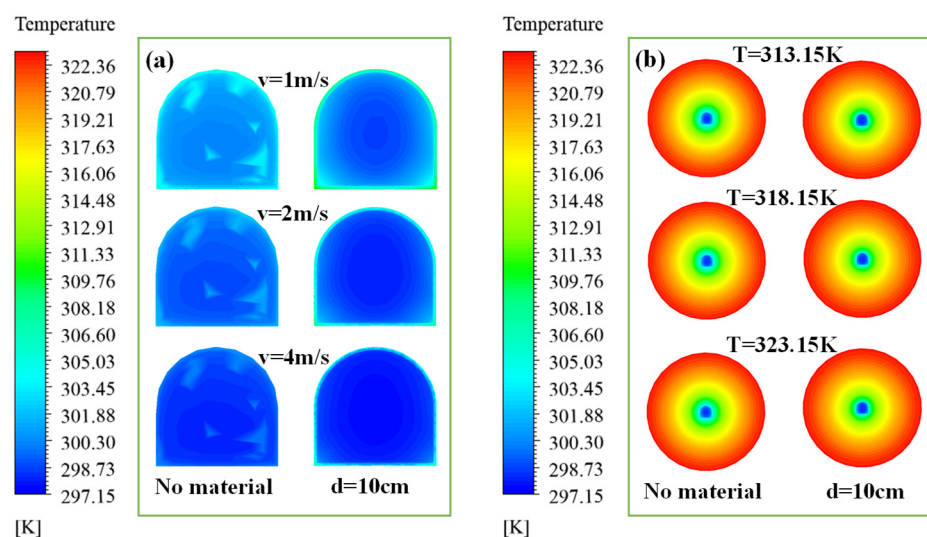 Temperature
322.36
320.79
319.21
317.64
316.06
314.48
312.91
311.33
309.76
308.18
306.60
305.03
303.45
301.88
300.30
298.73
297.15
[K]
(a)
v=1m/s
v=2m/s
v=4m/s
No material
d=10cm
Temperature
322.36
320.79
319.21
317.64
316.06
314.48
312.91
311.33
309.76
308.18
306.60
305.03
303.45
301.88
300.30
298.73
297.15
[K]
(b)
T=313.15K
T=318.15K
T=323.15K
No material
d=10cm